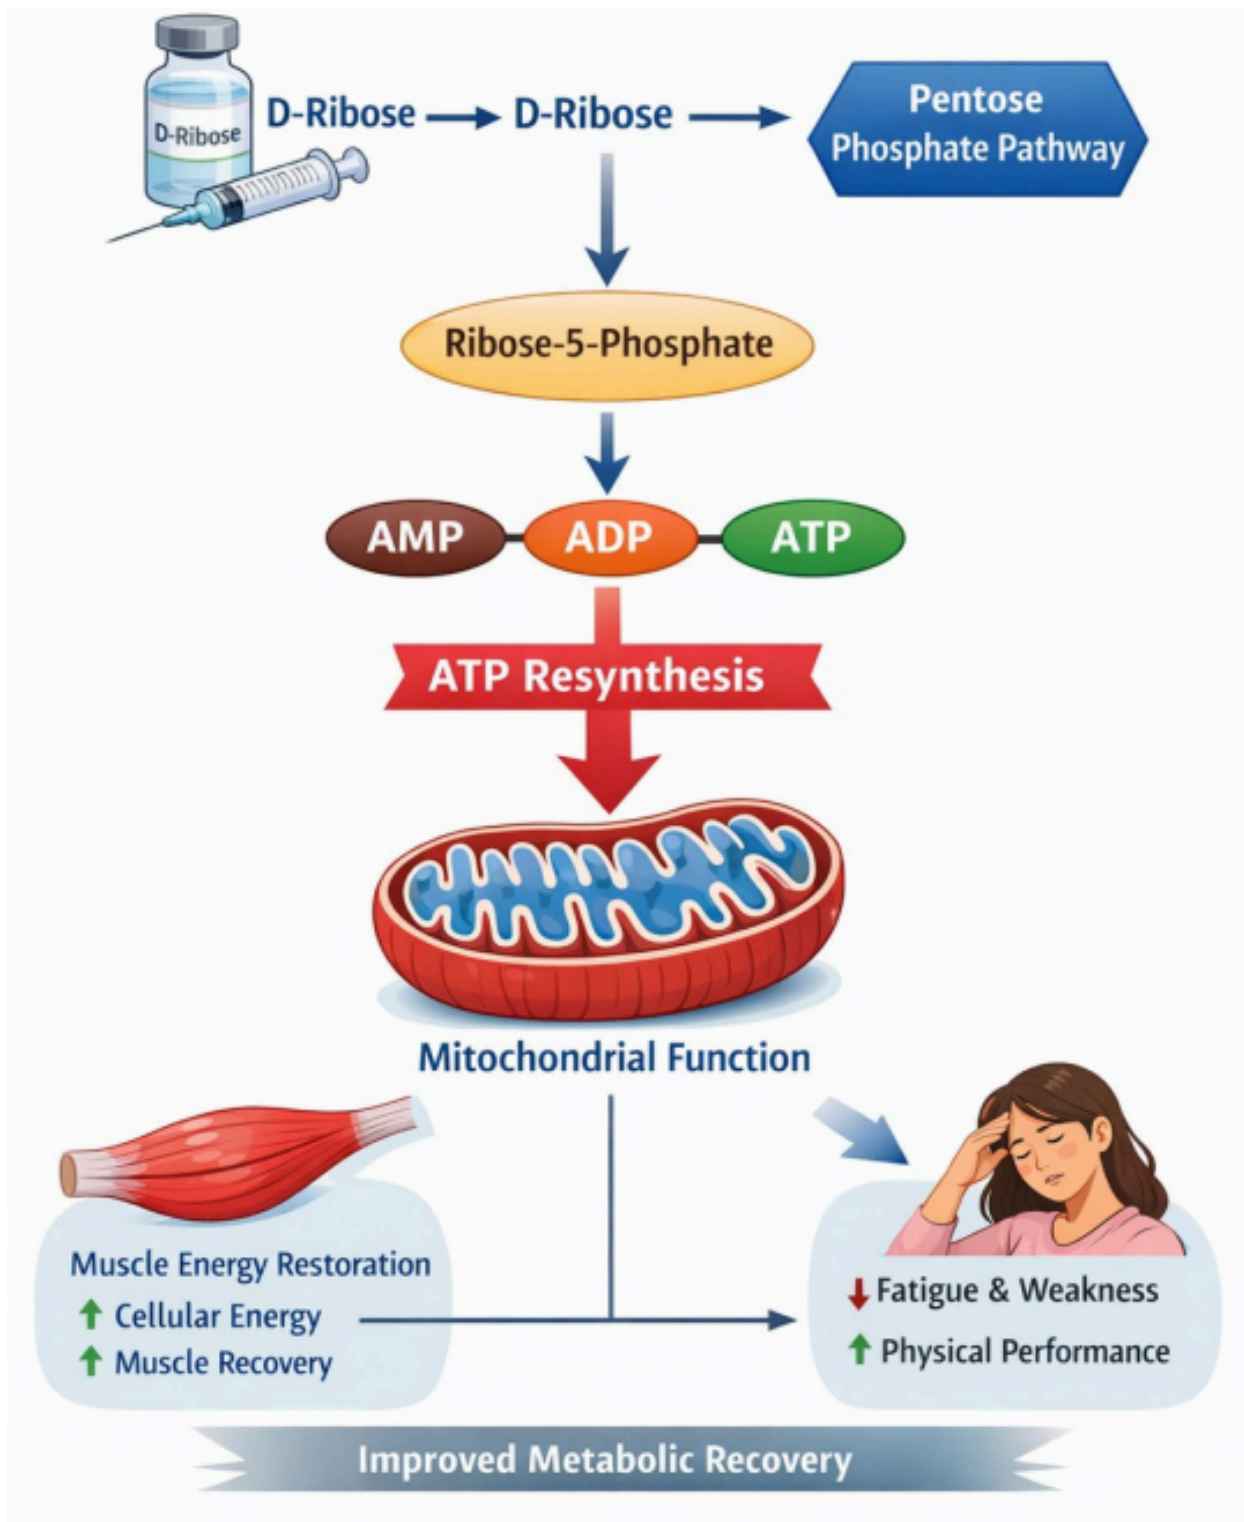 D-Ribose
D-Ribose
D-Ribose
Pentose
Phosphate Pathway
Ribose-5-Phosphate
AMP
ADP
ATP
ATP Resynthesis
Mitochondrial Function
Muscle Energy Restoration
Cellular Energy
Muscle Recovery
Fatigue & Weakness
Physical Performance
Improved Metabolic Recovery